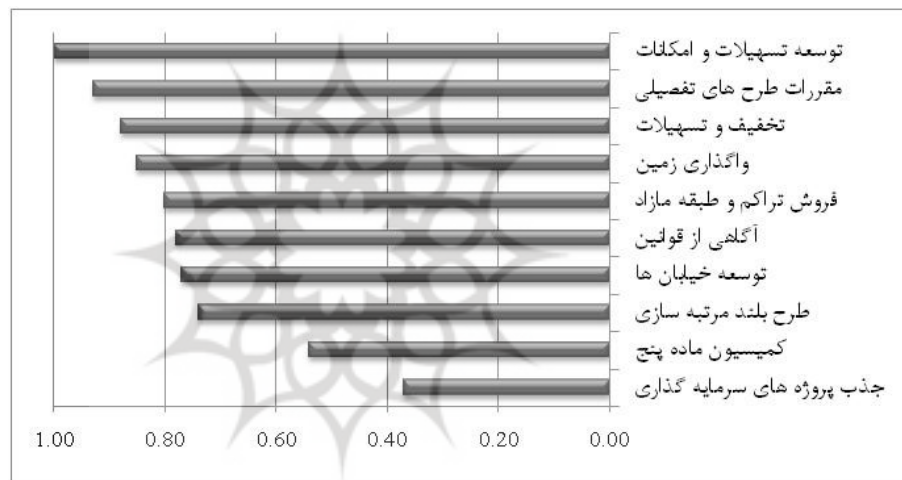 توسعه تسهیلات و امکانات
مقررات طرح های تفصیلی
تخفیف و تسهیلات
واگذاری زمین
فروش تراکم و طبقه مازاد
آگاهی از قوانین
توسعه خیابان ها
طرح بلند مرتبه سازی
کمیسیون ماده پنج
جذب پروژه های سرمایه گذاری
1.00 0.80 0.60 0.40 0.20 0.00